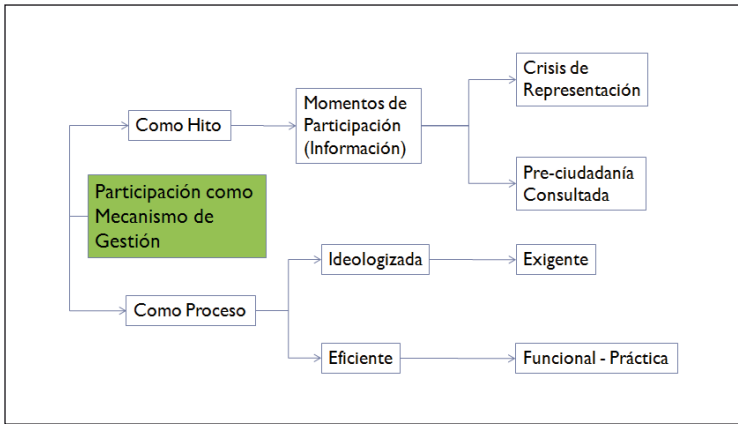 Crisis de
Representación
Momentos de
Participación
(Información)
Como Hito
Pre-ciudadanía
Consultada
Participación como
Mecanismo de
Gestión
Ideologizada
Exigente
Como Proceso
Eficiente
Funcional - Práctica